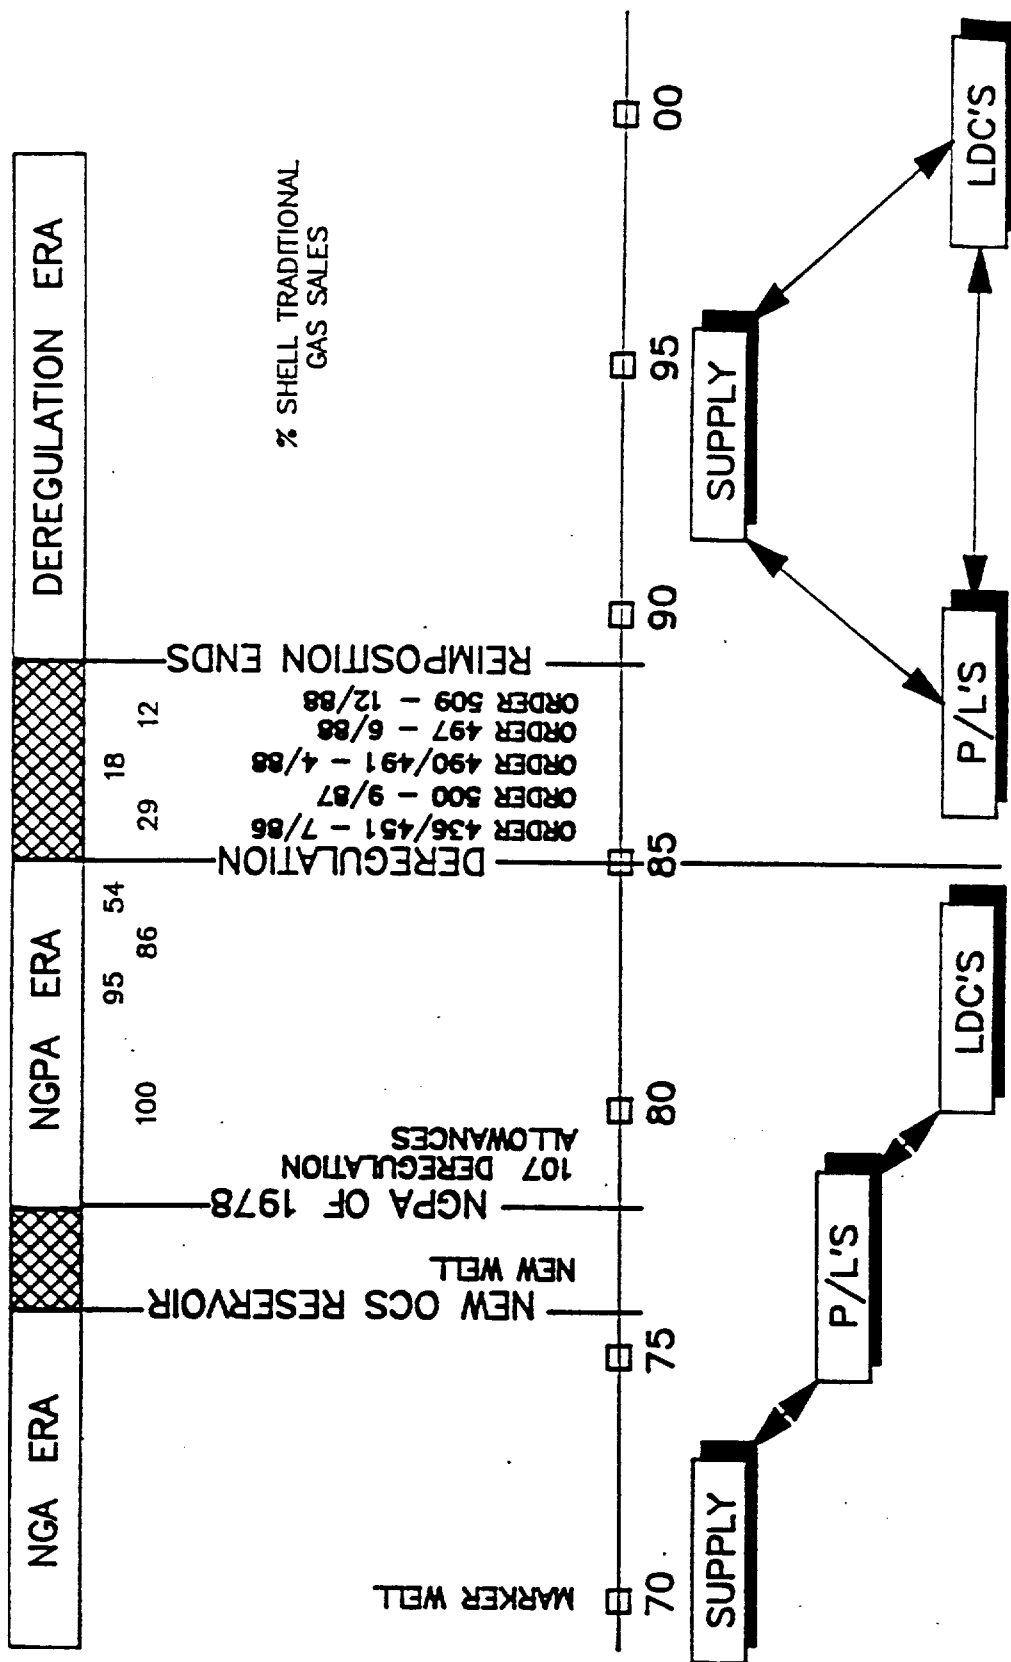 NGA ERA
NGPA ERA
DEREGULATION ERA
100
95
86
54
29
18
12
% SHELL TRADITIONAL
GAS SALES
MARKER WELL
NEW OCS RESERVOIR
NEW WELL
NGPA OF 1978
107 DEREGULATION
ALLOWANCES
DEREGULATION
ORDER 436/451 - 7/86
ORDER 500 - 9/87
ORDER 490/491 - 4/88
ORDER 497 - 6/88
ORDER 509 - 12/88
REIMPOSITION ENDS
70
75
80
85
90
95
00
SUPPLY
P/L'S
LDC'S
SUPPLY
P/L'S
LDC'S